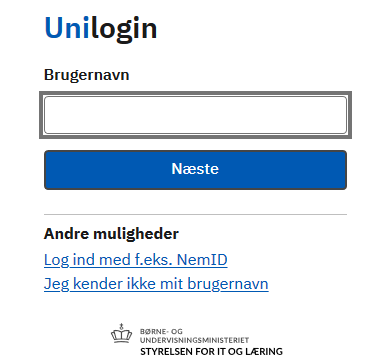 Unilogin
Brugernavn
Næste
Andre muligheder
Log ind med f.eks. NemID
Jeg kender ikke mit brugernavn
BØRNE- OG
UNDERVISNINGSMINISTERIET
STYRELSEN FOR IT OG LÆRING